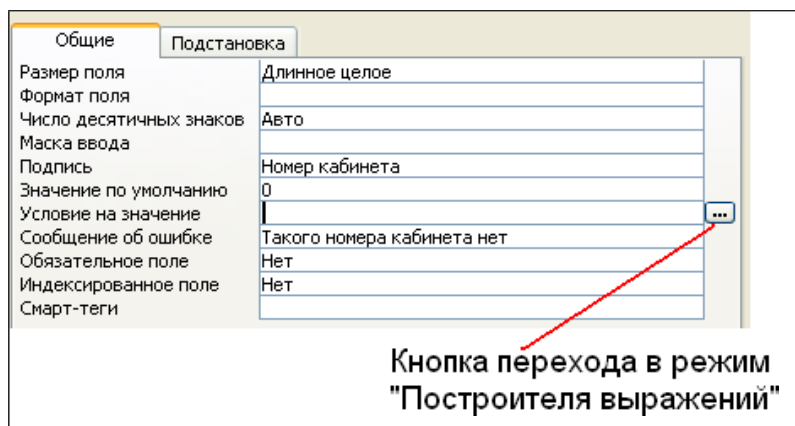 Общие Подстановка
Размер поля Длинное целое
Формат поля
Число десятичных знаков Авто
Маска ввода
Подпись Номер кабинета
Значение по умолчанию 0
Условие на значение ...
Сообщение об ошибке Такого номера кабинета нет
Обязательное поле Нет
Индексированное поле Нет
Смарт-теги
Кнопка перехода в режим
"Построителя выражений"